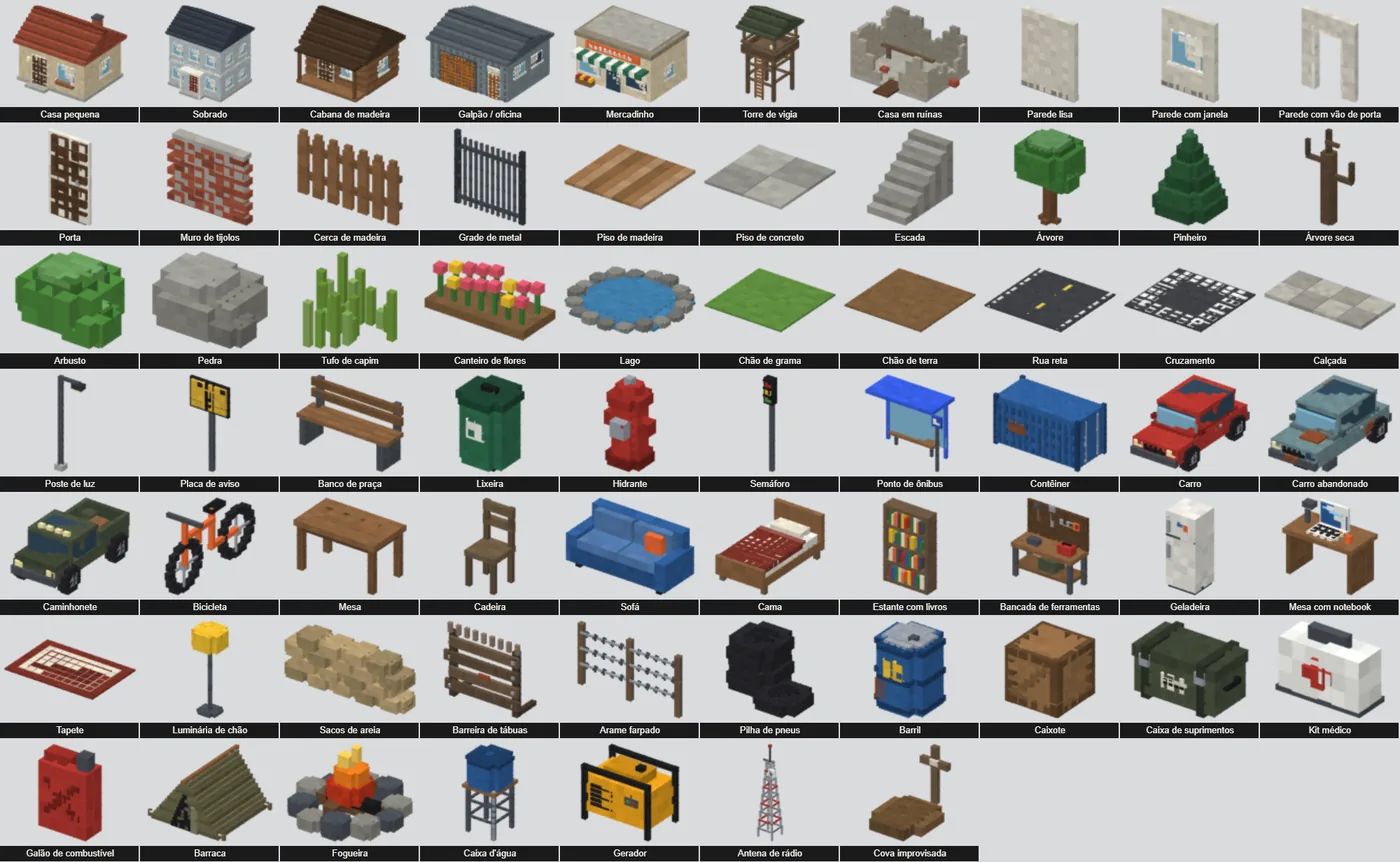 Casa pequena
Sobrado
Cabana de madeira
Galpão / oficina
Mercadinho
Torre de vigia
Casa em ruínas
Parede lisa
Parede com janela
Parede com vão de porta
Porta
Muro de tijolos
Cerca de madeira
Grade de metal
Piso de madeira
Piso de concreto
Escada
Árvore
Pinheiro
Árvore seca
Arbusto
Pedra
Tufo de capim
Canteiro de flores
Lago
Chão de grama
Chão de terra
Rua reta
Cruzamento
Calçada
Poste de luz
Placa de aviso
Banco de praça
Lixeira
Hidrante
Semáforo
Ponto de ônibus
Contêiner
Carro
Carro abandonado
Caminhonete
Bicicleta
Mesa
Cadeira
Sofá
Cama
Estante com livros
Bancada de ferramentas
Geladeira
Mesa com notebook
Tapete
Luminária de chão
Sacos de areia
Barreira de tábuas
Arame farpado
Pilha de pneus
Barril
Caixote
Caixa de suprimentos
Kit médico
Galão de combustível
Barraca
Fogueira
Caixa d'água
Gerador
Antena de rádio
Cova improvisada